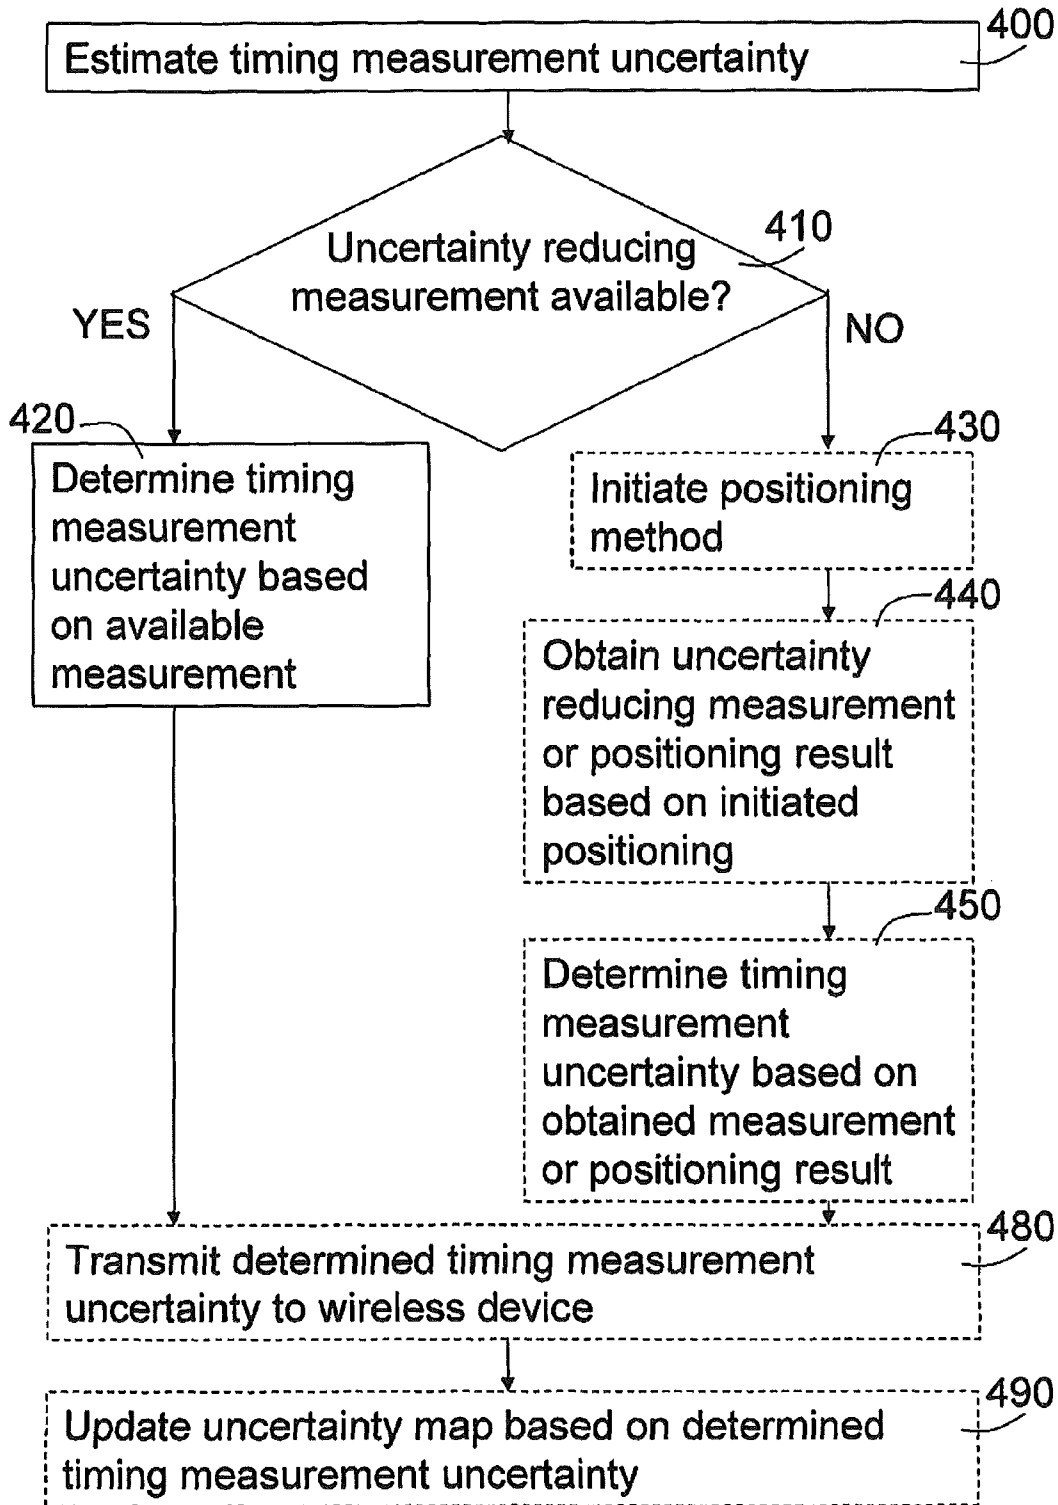 400
Estimate timing measurement uncertainty
410
Uncertainty reducing
measurement available?
YES
NO
420
Determine timing
measurement
uncertainty based
on available
measurement
430
Initiate positioning
method
440
Obtain uncertainty
reducing measurement
or positioning result
based on initiated
positioning
450
Determine timing
measurement
uncertainty based on
obtained measurement
or positioning result
480
Transmit determined timing measurement
uncertainty to wireless device
490
Update uncertainty map based on determined
timing measurement uncertainty